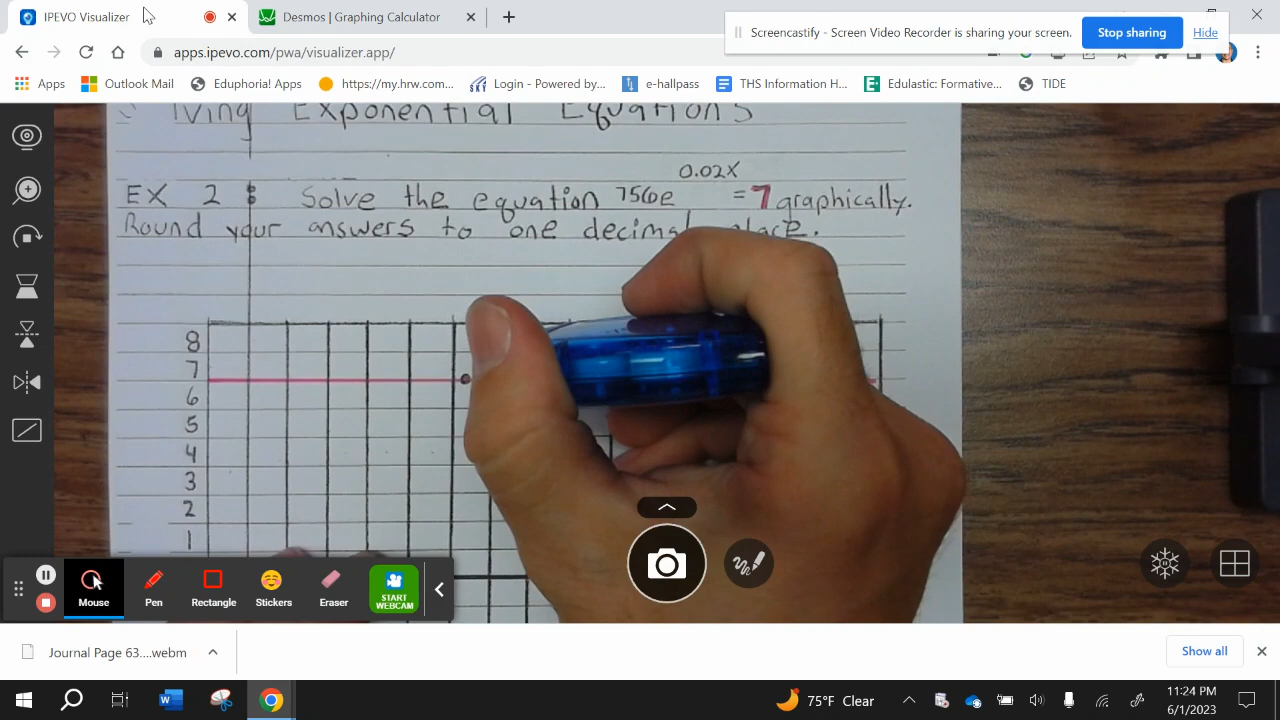 IPEVO Visualizer
Desmos | Graphing Calculator
Screencastify - Screen Video Recorder is sharing your screen.
Stop sharing
Hide
apps.ipevo.com/pwa/visualizer.app/
Apps
Outlook Mail
Eduphoria! A...
https://my.hrw.com...
Login - Powered by...
e-hallpass
THS Information H...
Edulastic: Formative...
TIDE
lving Exponential Equations
EX 2: Solve the equation 756e^0.02x = 7 graphically.
Round your answers to one decimal place.
8
7
6
5
4
3
2
1
Mouse
Pen
Rectangle
Stickers
Eraser
START
WEBCAM
Journal Page 63....webm
Show all
75°F Clear
11:24 PM
6/1/2023